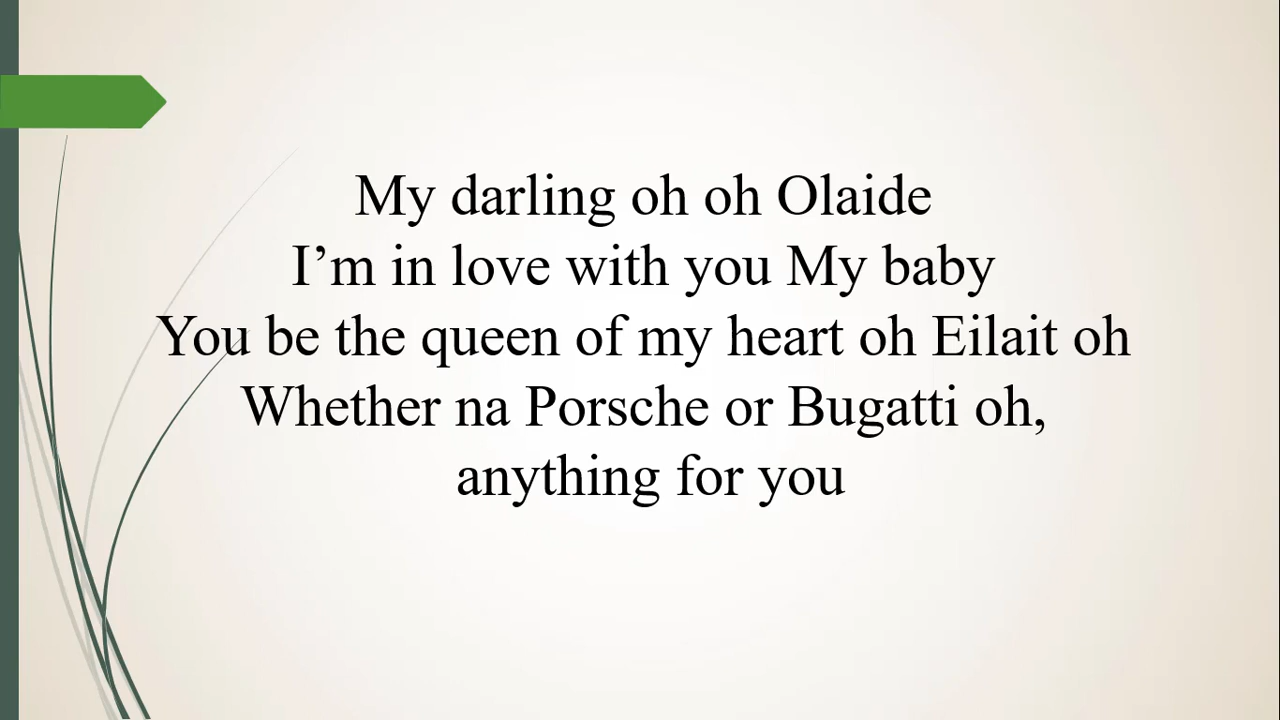 My darling oh oh Olaide
I’m in love with you My baby
You be the queen of my heart oh Eilait oh
Whether na Porsche or Bugatti oh,
anything for you